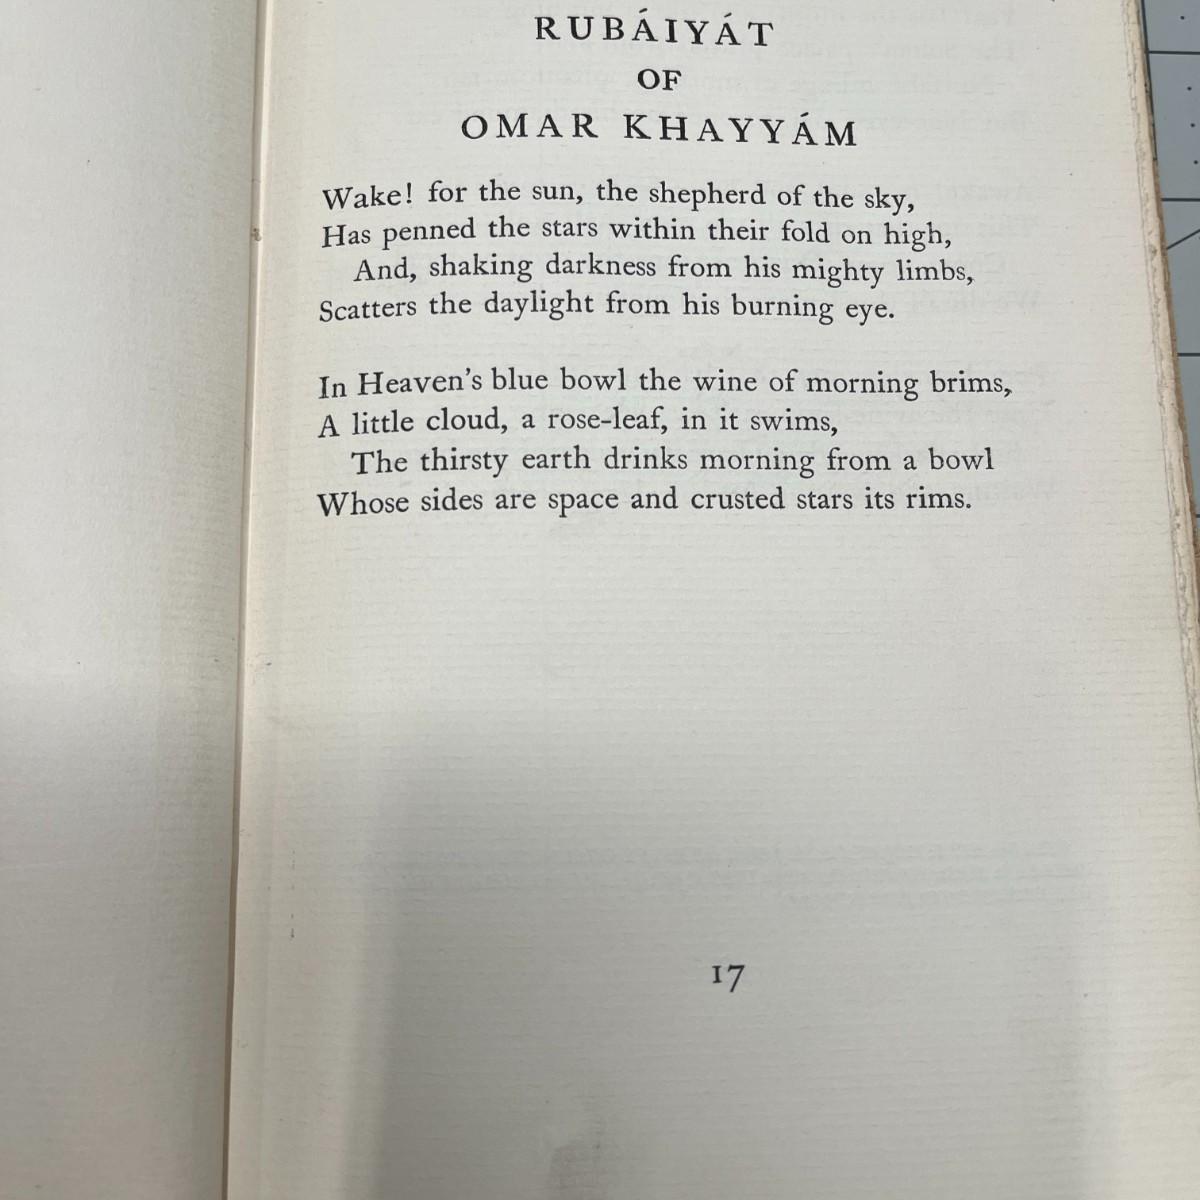 RUBÁIYÁT
OF
OMAR KHAYYÁM
Wake! for the sun, the shepherd of the sky,
Has penned the stars within their fold on high,
And, shaking darkness from his mighty limbs,
Scatters the daylight from his burning eye.
In Heaven's blue bowl the wine of morning brims,
A little cloud, a rose-leaf, in it swims,
The thirsty earth drinks morning from a bowl
Whose sides are space and crusted stars its rims.
17